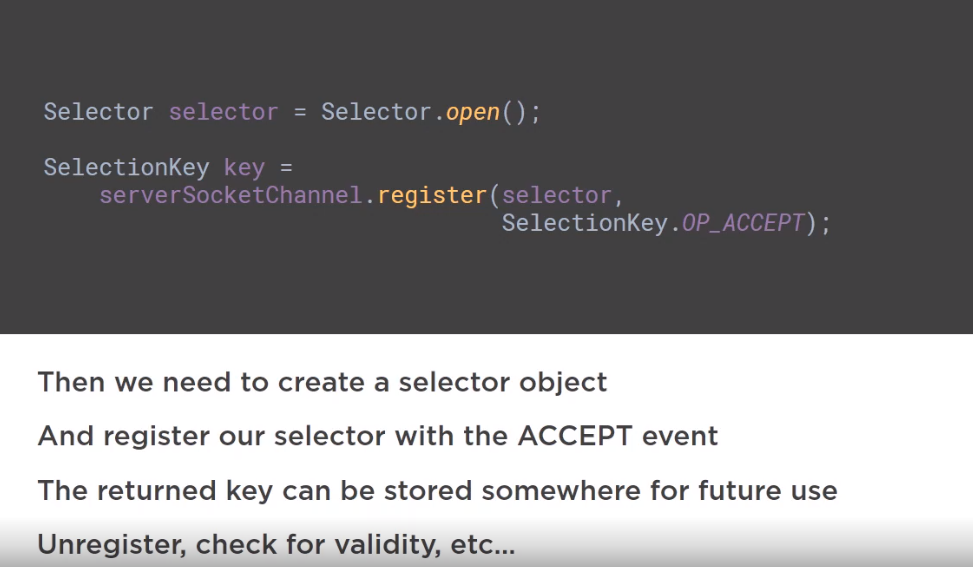 Selector selector = Selector.open();
SelectionKey key =
serverSocketChannel.register(selector,
SelectionKey.OP_ACCEPT);
Then we need to create a selector object
And register our selector with the ACCEPT event
The returned key can be stored somewhere for future use
Unregister, check for validity, etc...